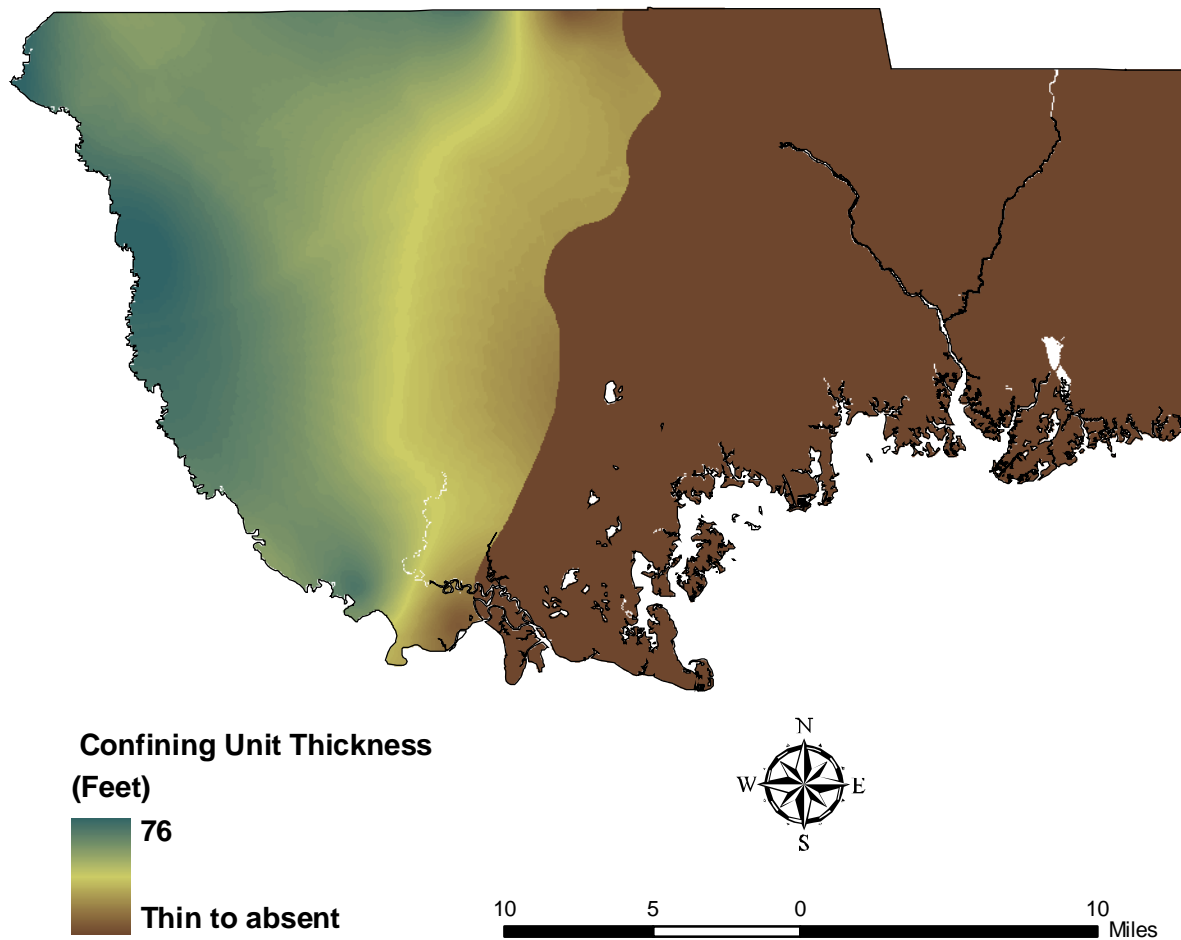 Confining Unit Thickness
(Feet)
76
Thin to absent
N
W E
S
10 5 0 10
Miles